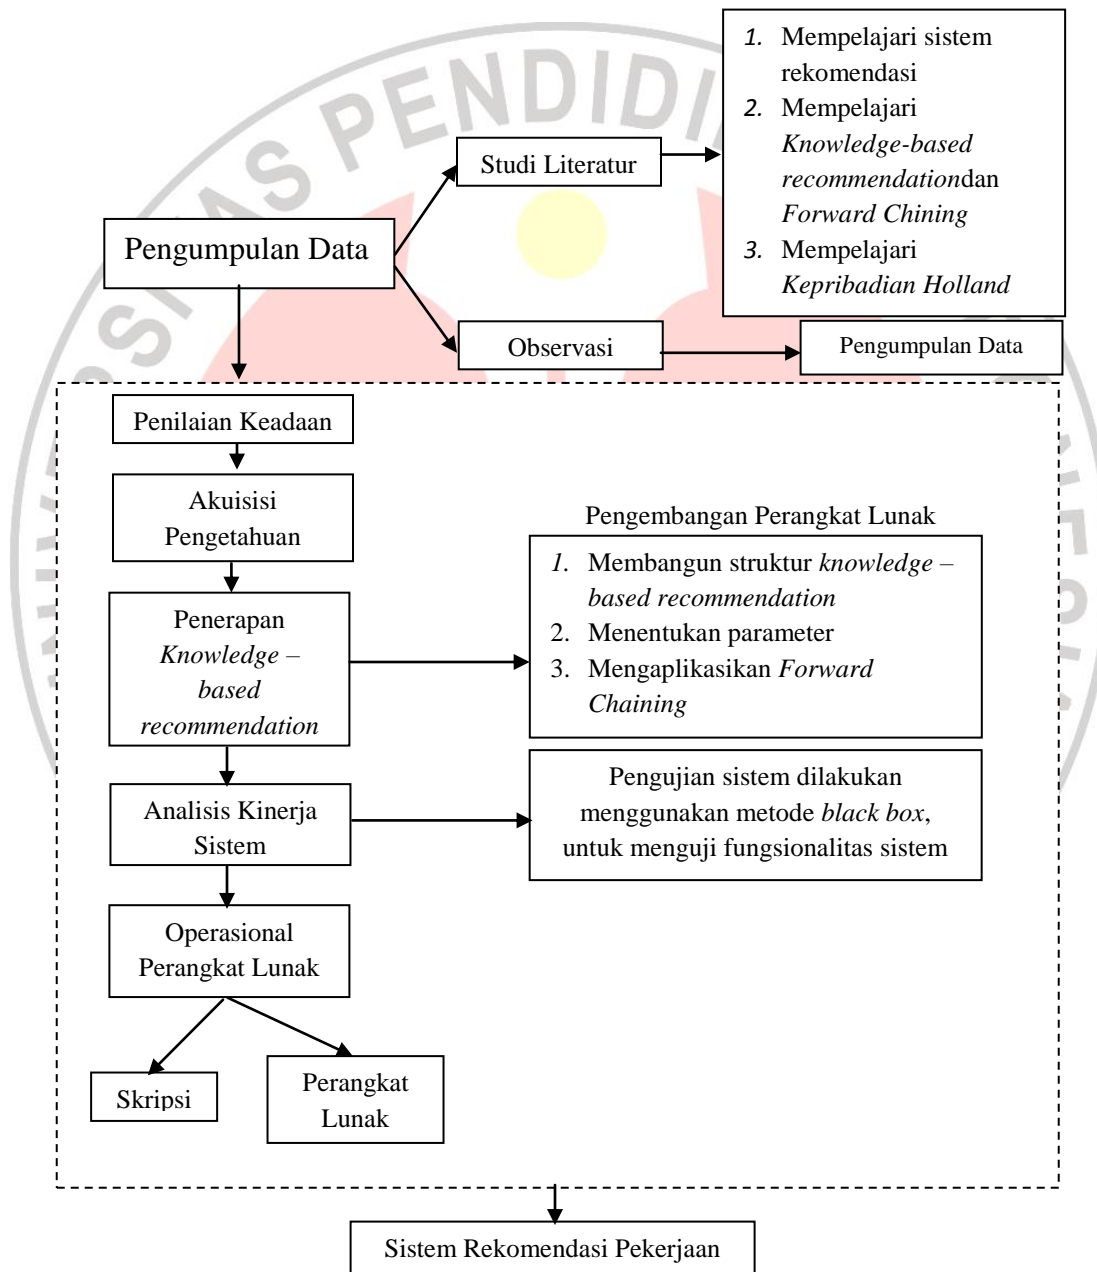 1. Mempelajari sistem
rekomendasi
2. Mempelajari
Knowledge-based
recommendationdan
Forward Chining
3. Mempelajari
Kepribadian Holland
Studi Literatur
Pengumpulan Data
Observasi
Pengumpulan Data
Penilaian Keadaan
Akuisisi
Pengetahuan
Pengembangan Perangkat Lunak
1. Membangun struktur knowledge –
based recommendation
2. Menentukan parameter
3. Mengaplikasikan Forward
Chaining
Penerapan
Knowledge –
based
recommendation
Analisis Kinerja
Sistem
Pengujian sistem dilakukan
menggunakan metode black box,
untuk menguji fungsionalitas sistem
Operasional
Perangkat Lunak
Skripsi
Perangkat
Lunak
Sistem Rekomendasi Pekerjaan